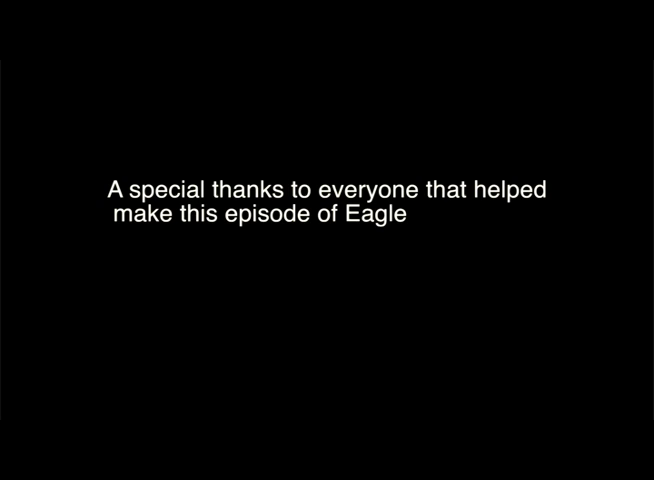 A special thanks to everyone that helped
make this episode of Eagle